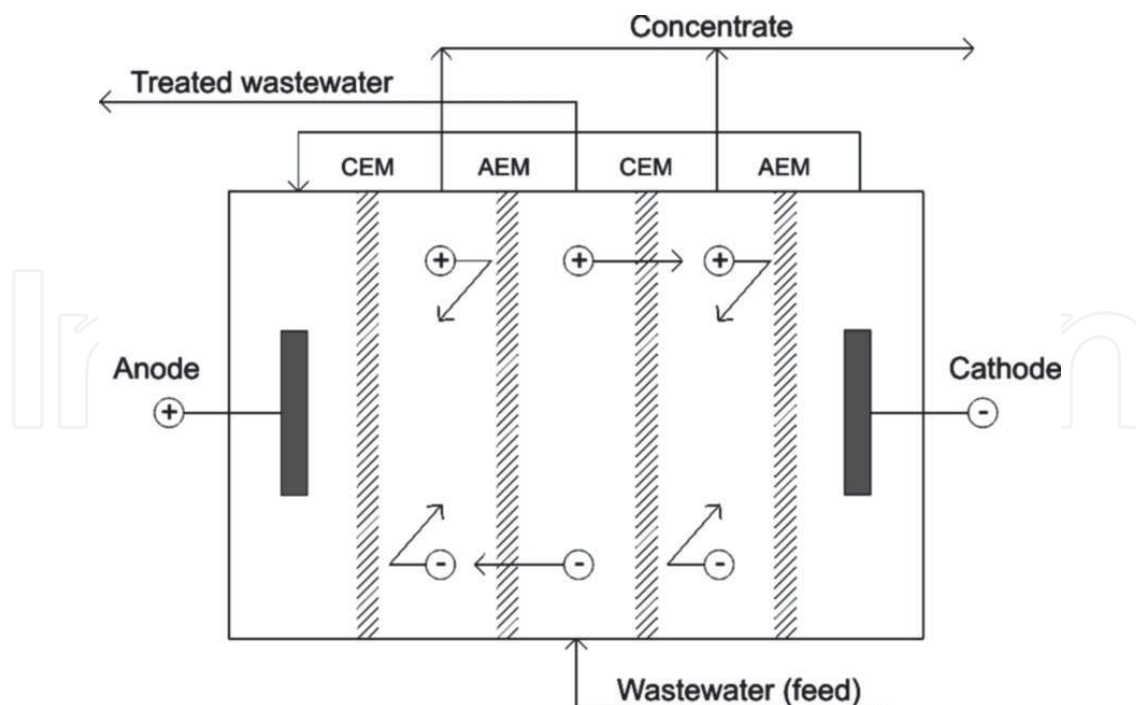 Concentrate
Treated wastewater
CEM AEM CEM AEM
+ + +
Anode Cathode
+ -
- - -
Wastewater (feed)